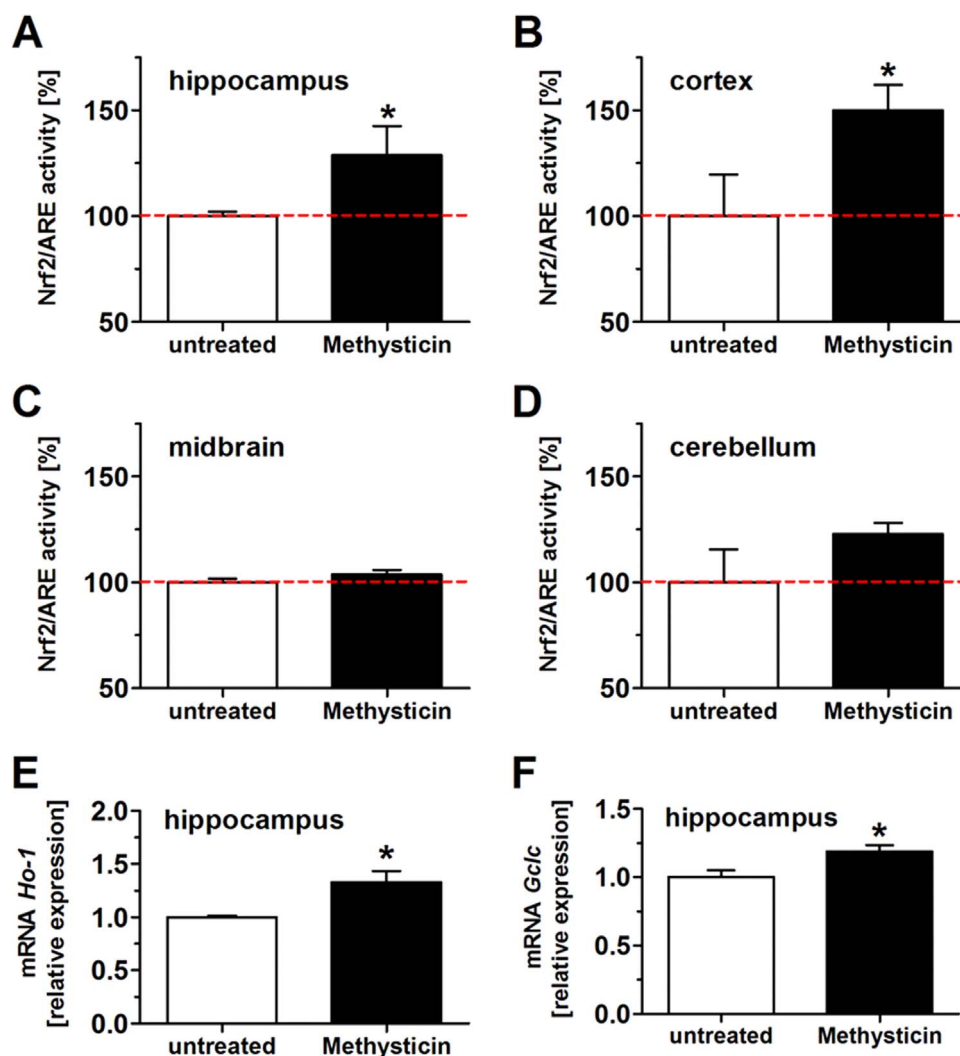 A
Nrf2/ARE activity [%]
hippocampus
*
150
100
50
untreated Methysticin
B
Nrf2/ARE activity [%]
cortex
*
150
100
50
untreated Methysticin
C
Nrf2/ARE activity [%]
midbrain
150
100
50
untreated Methysticin
D
Nrf2/ARE activity [%]
cerebellum
150
100
50
untreated Methysticin
E
mRNA Ho-1
[relative expression]
hippocampus
*
2.0
1.5
1.0
0.5
0.0
untreated Methysticin
F
mRNA Gclc
[relative expression]
hippocampus
*
1.5
1.0
0.5
0.0
untreated Methysticin